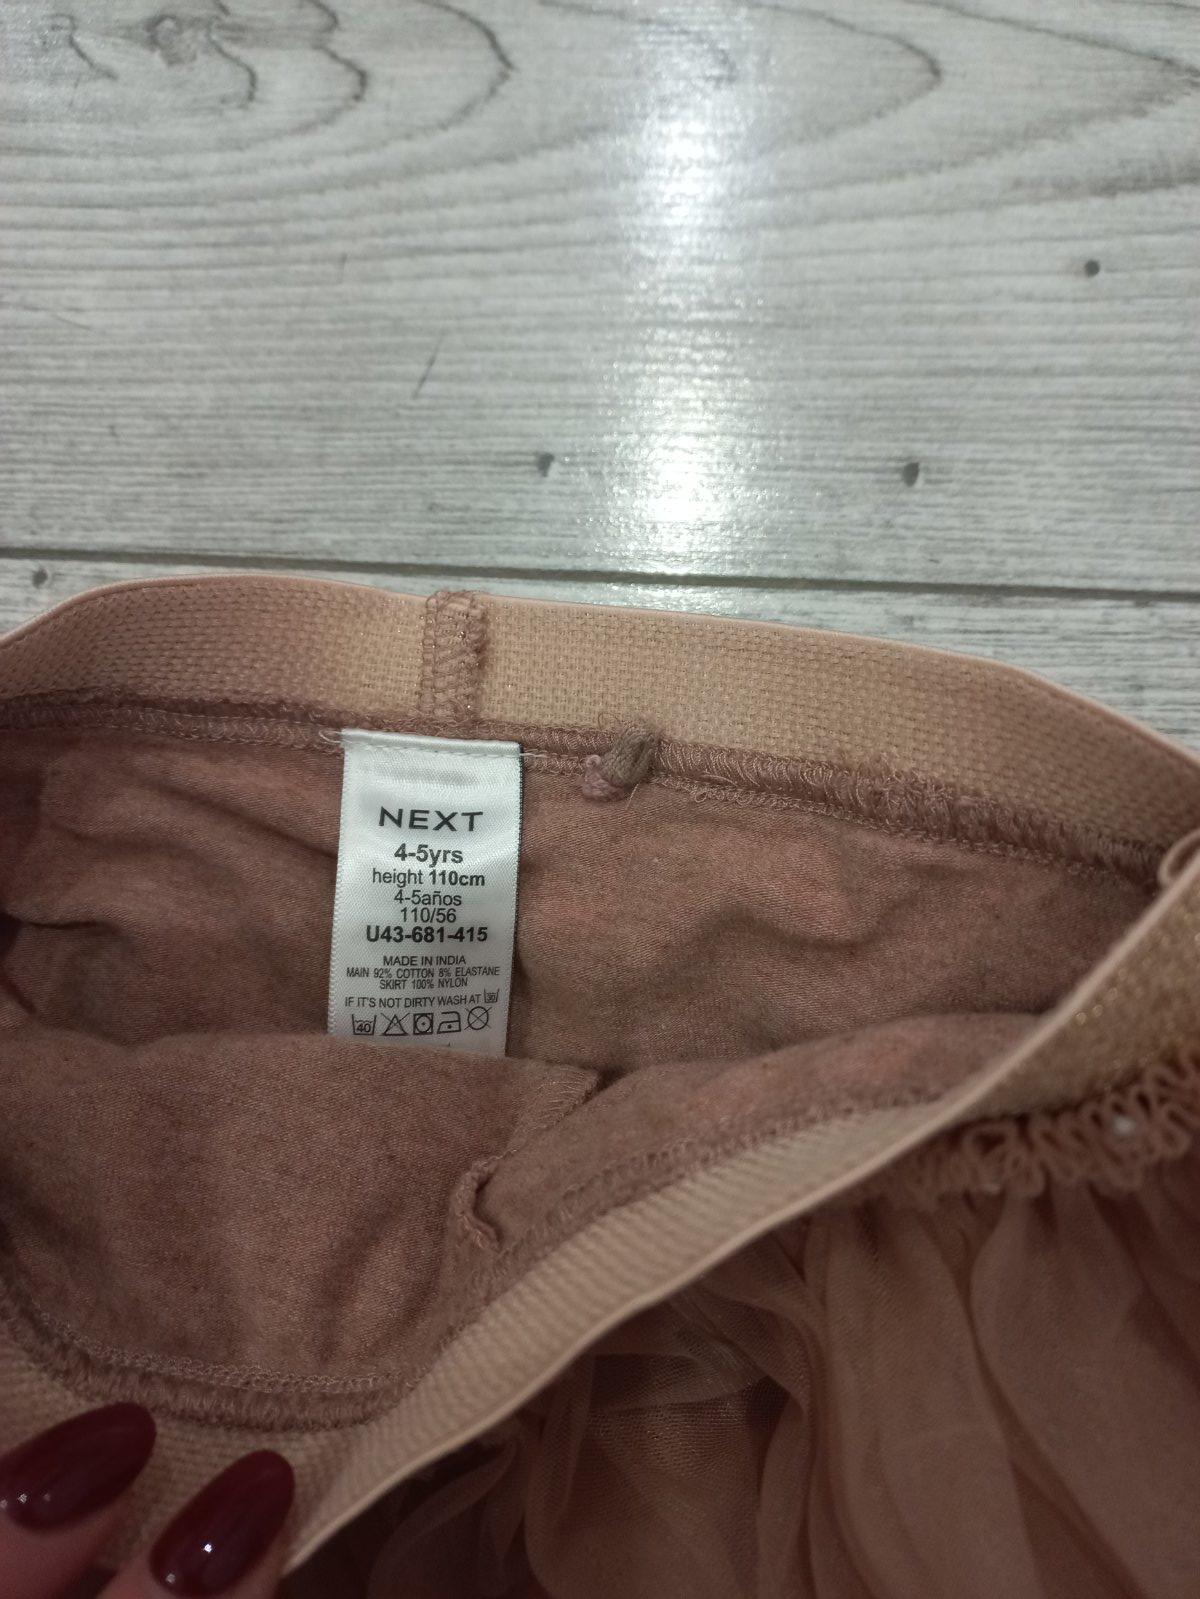 NEXT
4-5yrs
height 110cm
4-5años
110/56
U43-681-415
MADE IN INDIA
MAIN 92% COTTON 8% ELASTANE
SKIRT 100% NYLON
IF IT'S NOT DIRTY WASH AT 30
40